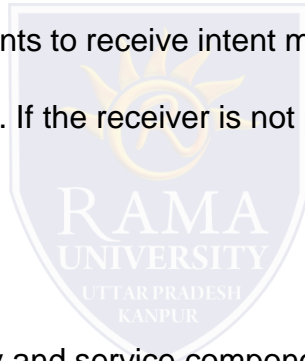 nts to receive intent m
. If the receiver is not
RAMA
UNIVERSITY
UTTAR PRADESH
KANPUR
y and service compone